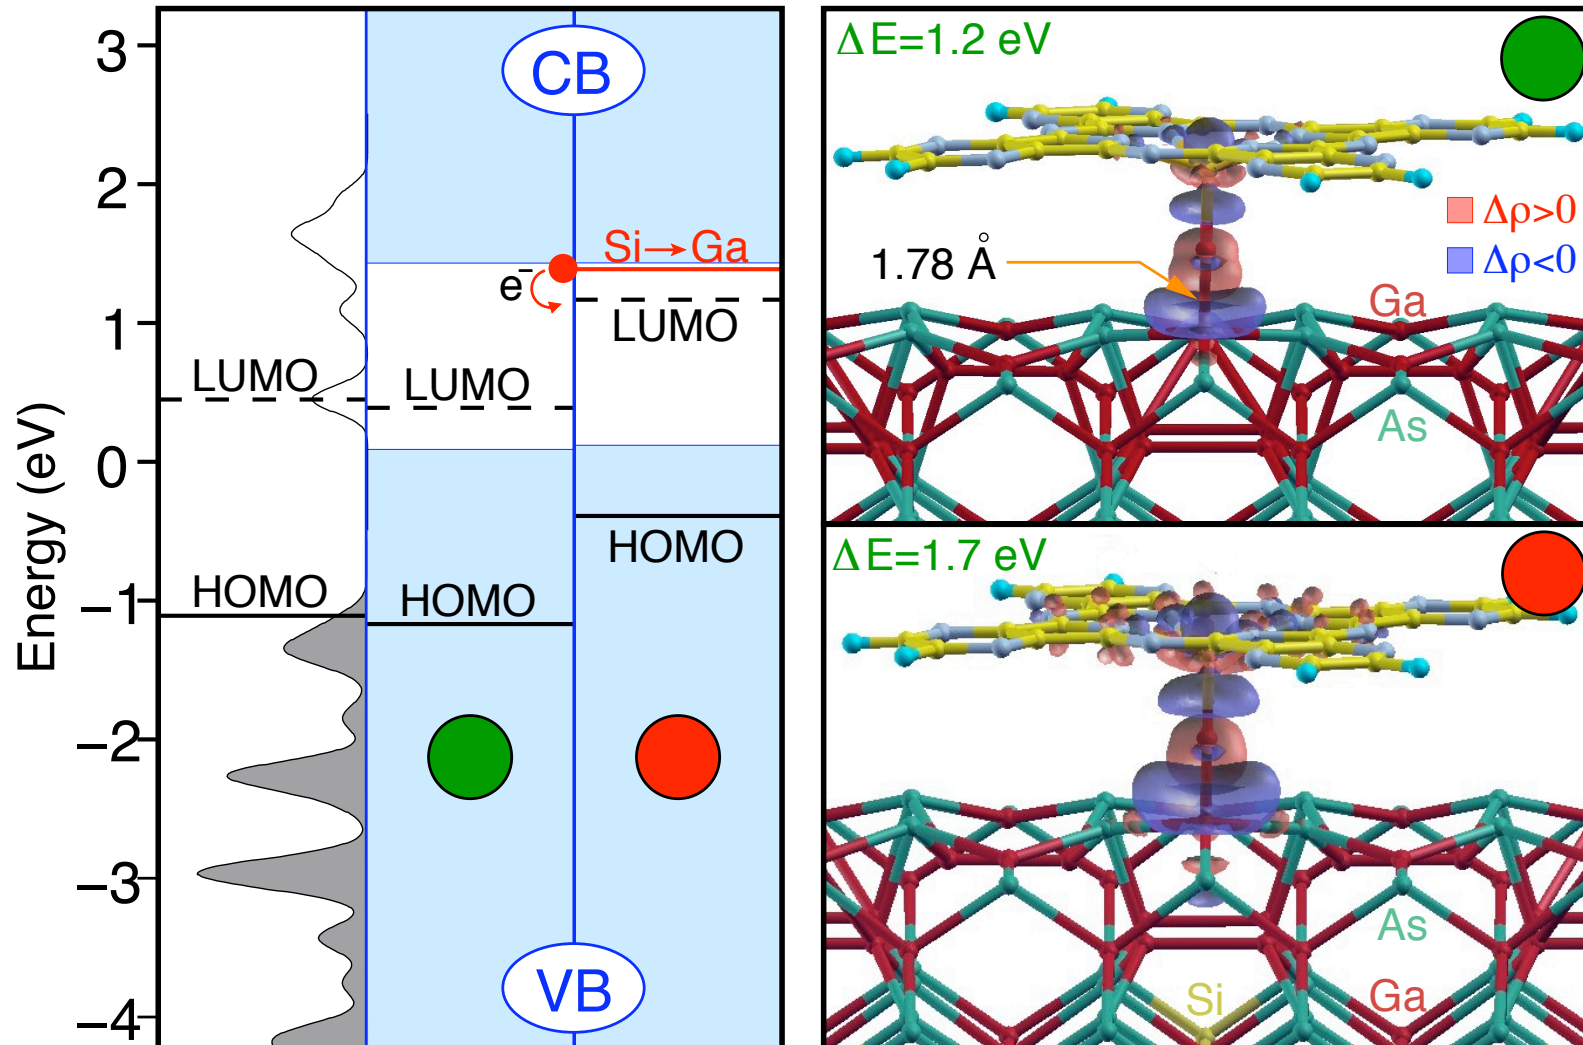 Energy (eV)
3
2
1
0
−1
−2
−3
−4
CB
Si→Ga
e−
LUMO
LUMO
LUMO
HOMO
HOMO
HOMO
VB
ΔE=1.2 eV
Δρ>0
Δρ<0
1.78 Å
Ga
As
ΔE=1.7 eV
As
Si
Ga